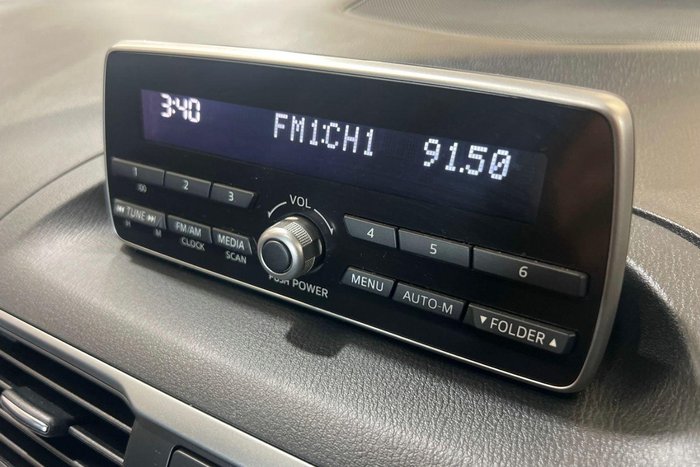 3:40 FM1:CH1 91.50
1 2 3
:00
VOL
4 5 6
⏮ TUNE ⏭ FM/AM MEDIA
H M CLOCK SCAN
PUSH POWER
MENU AUTO-M ▼ FOLDER ▲